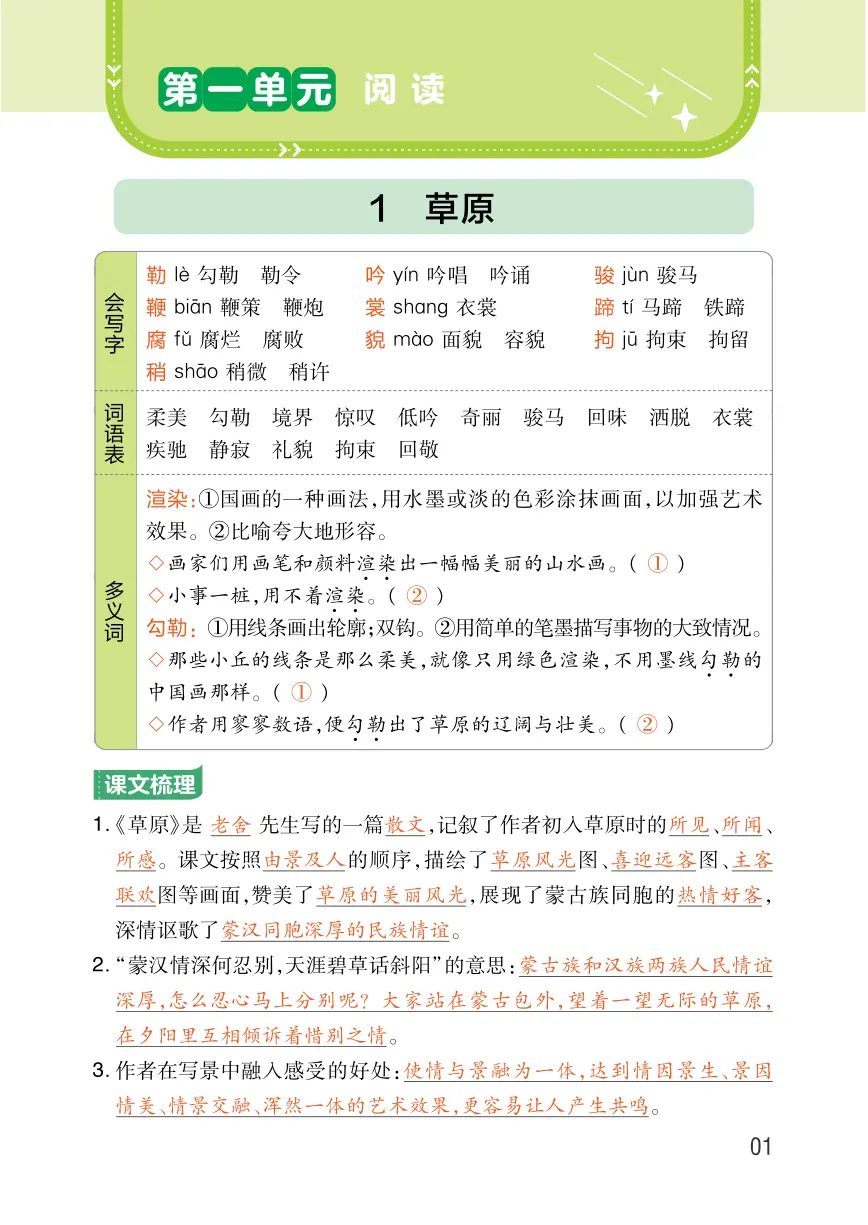 第一单元 阅读
1 草原
会写字
勒 lè 勾勒 勒令 吟 yín 吟唱 吟诵 骏 jùn 骏马
鞭 biān 鞭策 鞭炮 裳 shang 衣裳 蹄 tí 马蹄 铁蹄
腐 fǔ 腐烂 腐败 貌 mào 面貌 容貌 拘 jū 拘束 拘留
稍 shāo 稍微 稍许
词语表
柔美 勾勒 境界 惊叹 低吟 奇丽 骏马 回味 洒脱 衣裳
疾驰 静寂 礼貌 拘束 回敬
多义词
渲染:①国画的一种画法,用水墨或淡的色彩涂抹画面,以加强艺术
效果。②比喻夸大地形容。
◇画家们用画笔和颜料渲染出一幅幅美丽的山水画。( ① )
◇小事一桩,用不着渲染。( ② )
勾勒:①用线条画出轮廓;双钩。②用简单的笔墨描写事物的大致情况。
◇那些小丘的线条是那么柔美,就像只用绿色渲染,不用墨线勾勒的
中国画那样。( ① )
◇作者用寥寥数语,便勾勒出了草原的辽阔与壮美。( ② )
课文梳理
1.《草原》是 老舍 先生写的一篇散文,记叙了作者初入草原时的所见、所闻、
所感。课文按照由景及人的顺序,描绘了草原风光图、喜迎远客图、主客
联欢图等画面,赞美了草原的美丽风光,展现了蒙古族同胞的热情好客,
深情讴歌了蒙汉同胞深厚的民族情谊。
2.“蒙汉情深何忍别,天涯碧草话斜阳”的意思:蒙古族和汉族两族人民情谊
深厚,怎么忍心马上分别呢?大家站在蒙古包外,望着一望无际的草原,
在夕阳里互相倾诉着惜别之情。
3.作者在写景中融入感受的好处:使情与景融为一体,达到情因景生、景因
情美、情景交融、浑然一体的艺术效果,更容易让人产生共鸣。
01